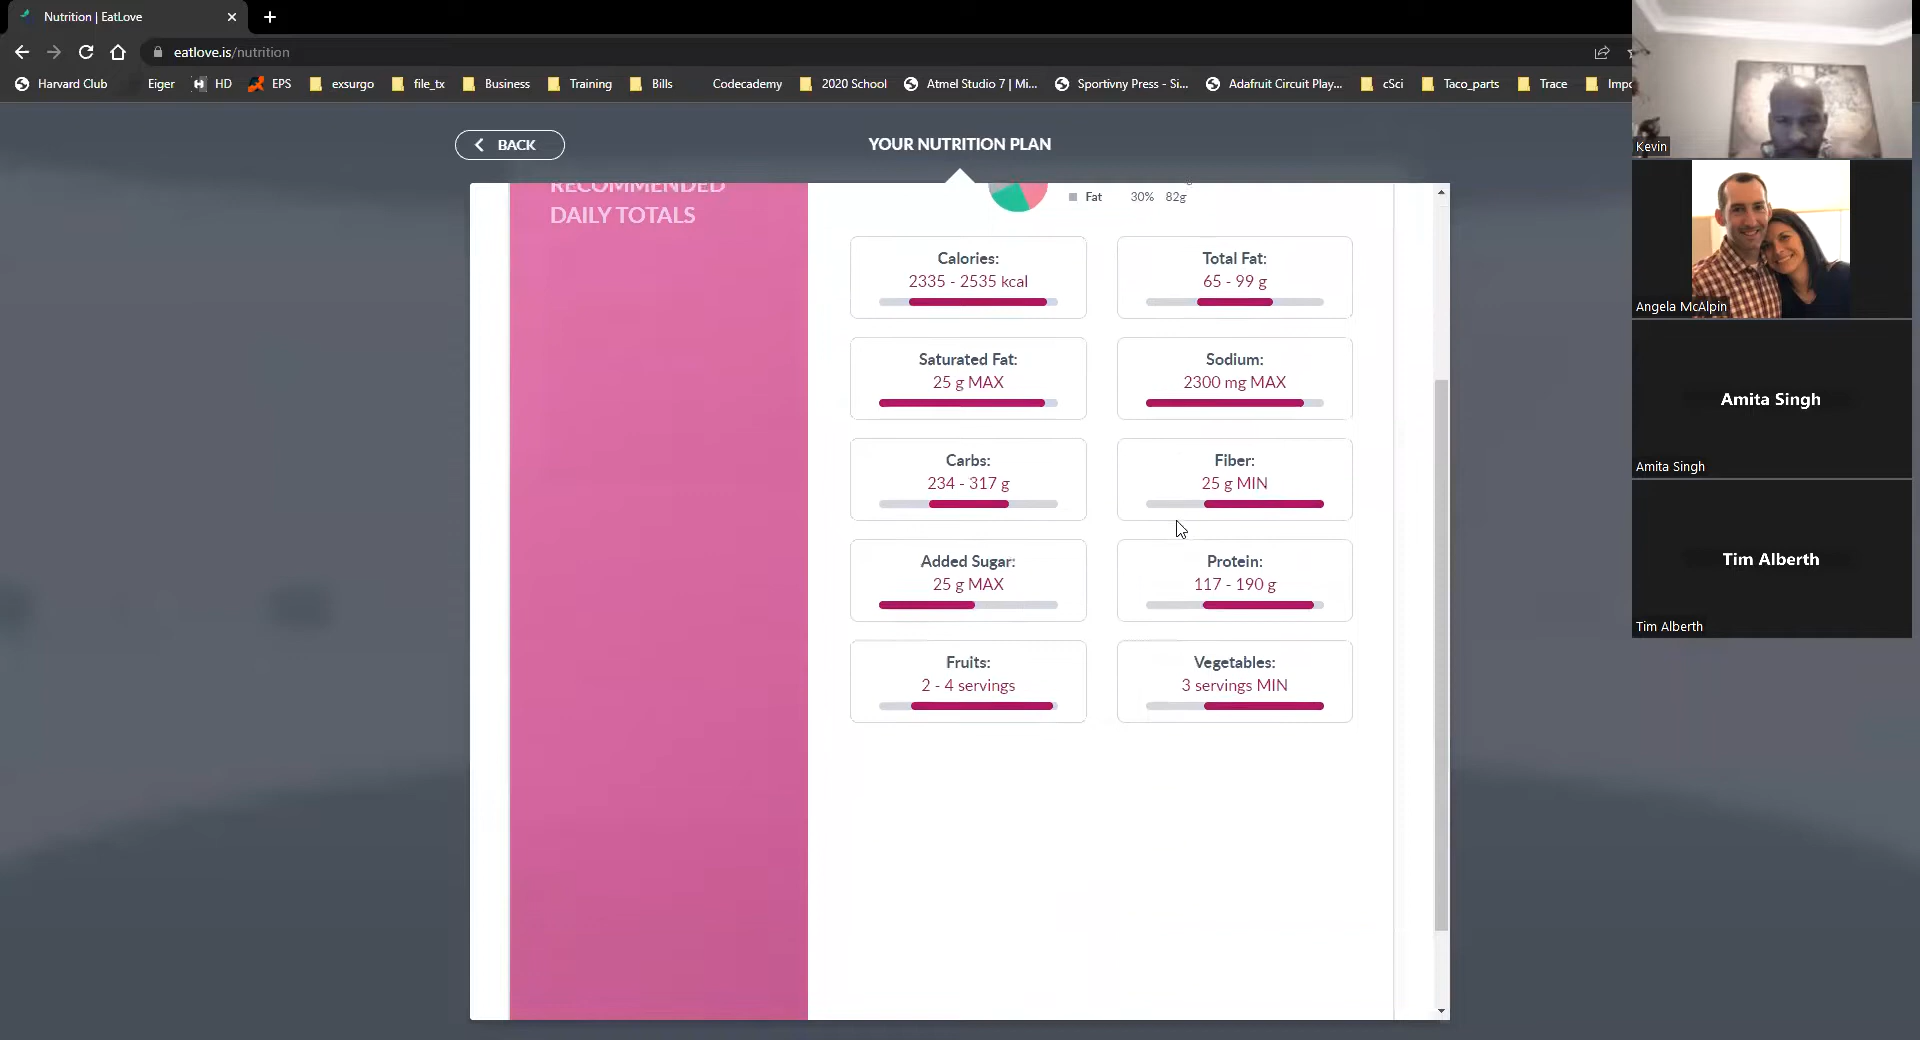 Nutrition | EatLove
eatlove.is/nutrition
Harvard Club
Eiger
HD
EPS
exsurgo
file_tx
Business
Training
Bills
Codecademy
2020 School
Atmel Studio 7 | Mi...
Sportivny Press - Si...
Adafruit Circuit Play...
cSci
Taco_parts
Trace
Impo
BACK
YOUR NUTRITION PLAN
RECOMMENDED
DAILY TOTALS
Fat 30% 82g
Calories:
2335 - 2535 kcal
Total Fat:
65 - 99 g
Saturated Fat:
25 g MAX
Sodium:
2300 mg MAX
Carbs:
234 - 317 g
Fiber:
25 g MIN
Added Sugar:
25 g MAX
Protein:
117 - 190 g
Fruits:
2 - 4 servings
Vegetables:
3 servings MIN
Kevin
Angela McAlpin
Amita Singh
Amita Singh
Tim Alberth
Tim Alberth